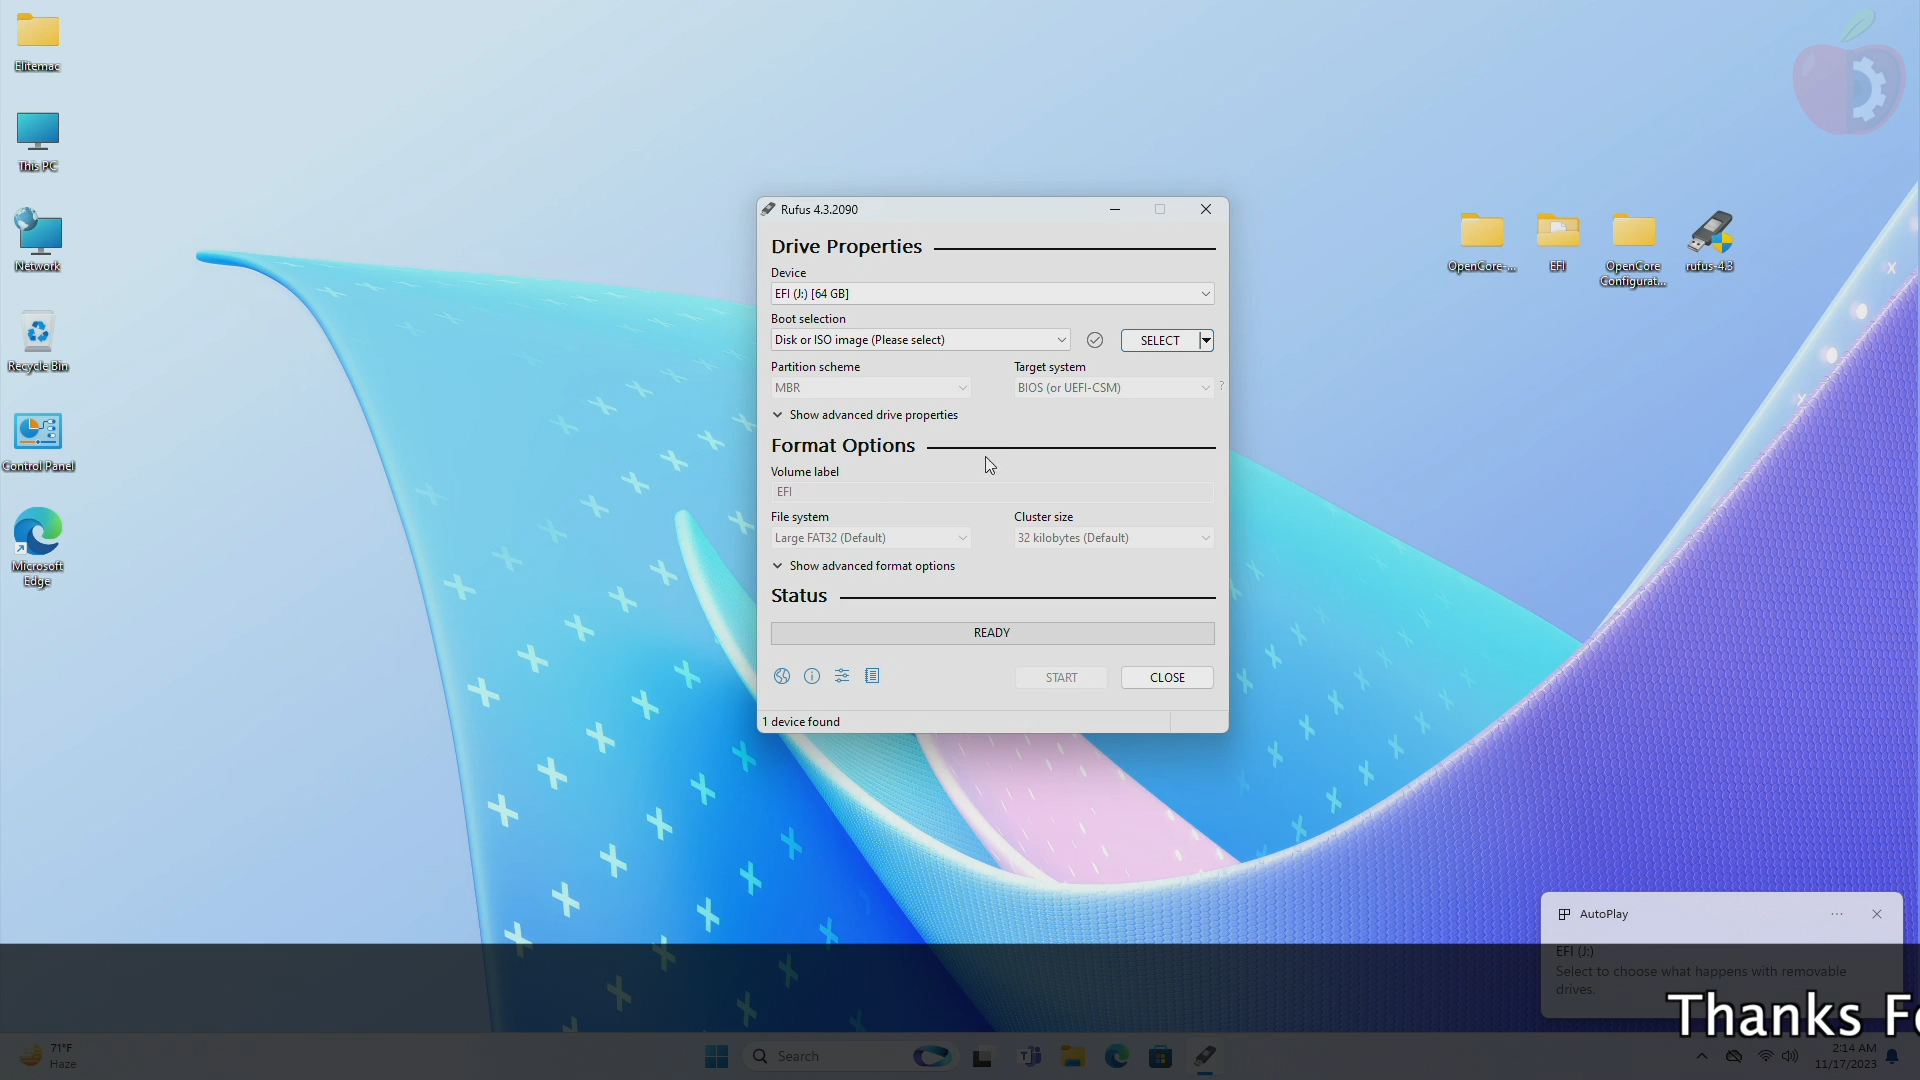 Elitemac
This PC
Network
Recycle Bin
Control Panel
Microsoft
Edge
Rufus 4.3.2090
Drive Properties
Device
EFI (J:) [64 GB]
Boot selection
Disk or ISO image (Please select)
SELECT
Partition scheme
Target system
MBR
BIOS (or UEFI-CSM)
?
Show advanced drive properties
Format Options
Volume label
EFI
File system
Cluster size
Large FAT32 (Default)
32 kilobytes (Default)
Show advanced format options
Status
READY
START
CLOSE
1 device found
OpenCore-...
EFI
OpenCore
Configurat...
rufus-4.3
AutoPlay
EFI (J:)
Select to choose what happens with removable
drives.
Thanks Fo
71°F
Haze
Search
2:14 AM
11/17/2023